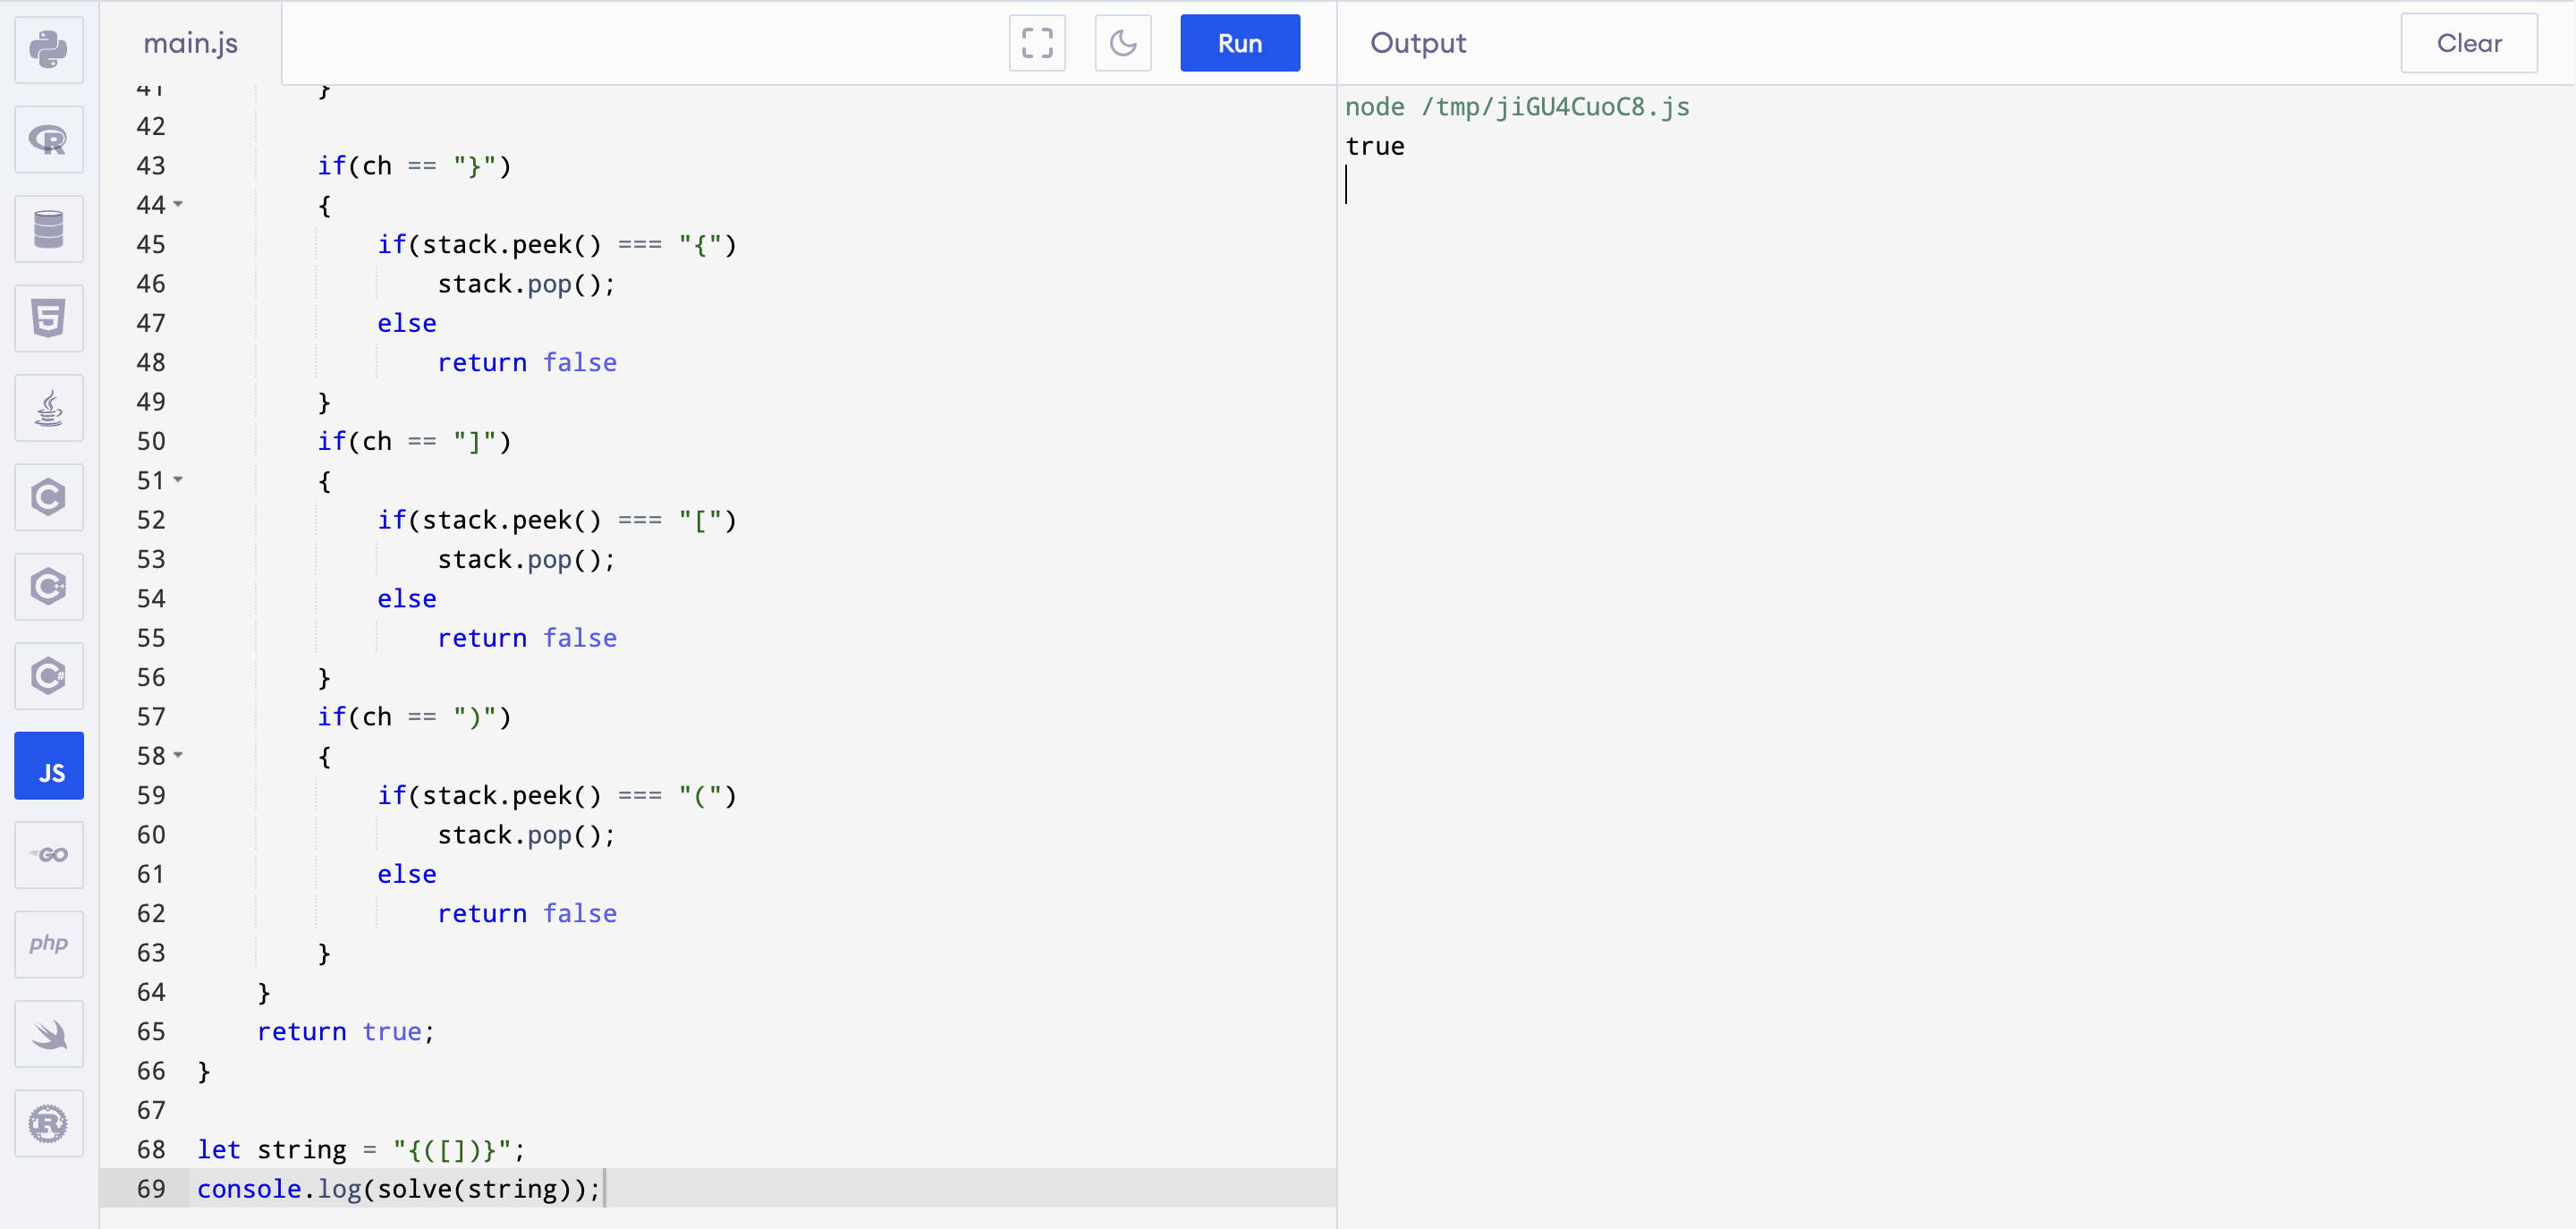 main.js
Run
Output
Clear
41 }
42
43 if(ch == "}")
44 {
45 if(stack.peek() === "{")
46 stack.pop();
47 else
48 return false
49 }
50 if(ch == "]")
51 {
52 if(stack.peek() === "[")
53 stack.pop();
54 else
55 return false
56 }
57 if(ch == ")")
58 {
59 if(stack.peek() === "(")
60 stack.pop();
61 else
62 return false
63 }
64 }
65 return true;
66 }
67
68 let string = "{([])}";
69 console.log(solve(string));
node /tmp/jiGU4CuoC8.js
true
R
5
C
C++
C#
JS
GO
php
R